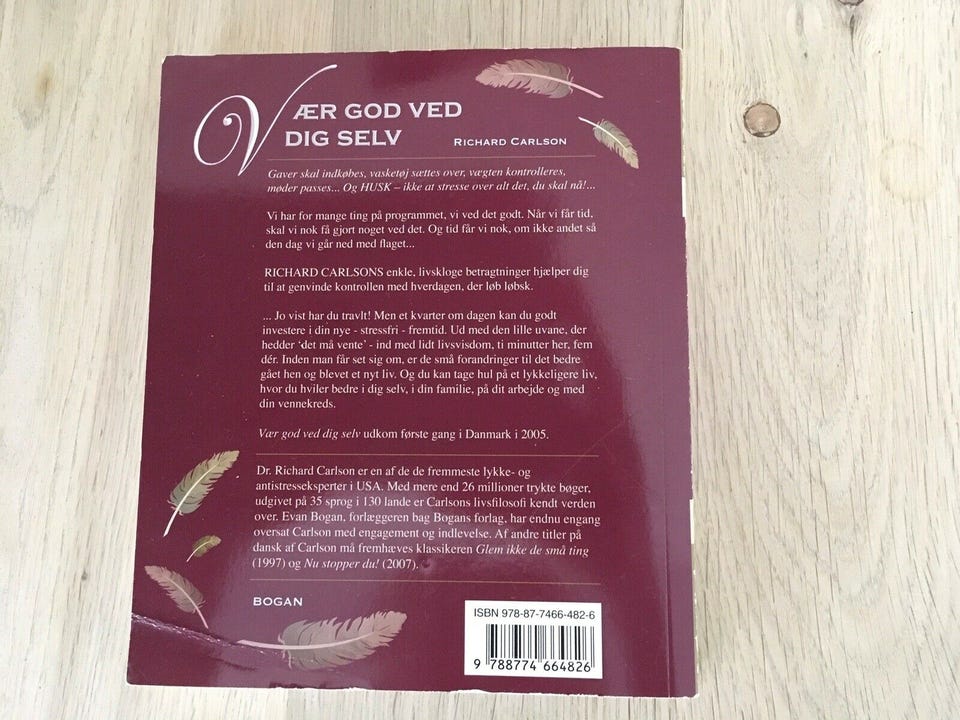 VÆR GOD VED
DIG SELV
RICHARD CARLSON
Gaver skal indkøbes, vasketøj sættes over, vægten kontrolleres,
møder passes... Og HUSK – ikke at stresse over alt det, du skal nå!...
Vi har for mange ting på programmet, vi ved det godt. Når vi får tid,
skal vi nok få gjort noget ved det. Og tid får vi nok, om ikke andet så
den dag vi går ned med flaget...
RICHARD CARLSONS enkle, livskloge betragtninger hjælper dig
til at genvinde kontrollen med hverdagen, der løb løbsk.
... Jo vist har du travlt! Men et kvarter om dagen kan du godt
investere i din nye - stressfri - fremtid. Ud med den lille uvane, der
hedder ‘det må vente’ - ind med lidt livsvisdom, ti minutter her, fem
dér. Inden man får set sig om, er de små forandringer til det bedre
gået hen og blevet et nyt liv. Og du kan tage hul på et lykkeligere liv,
hvor du hviler bedre i dig selv, i din familie, på dit arbejde og med
din vennekreds.
Vær god ved dig selv udkom første gang i Danmark i 2005.
Dr. Richard Carlson er en af de de fremmeste lykke- og
antistresseksperter i USA. Med mere end 26 millioner trykte bøger,
udgivet på 35 sprog i 130 lande er Carlsons livsfilosofi kendt verden
over. Evan Bogan, forlæggeren bag Bogans forlag, har endnu engang
oversat Carlson med engagement og indlevelse. Af andre titler på
dansk af Carlson må fremhæves klassikeren Glem ikke de små ting
(1997) og Nu stopper du! (2007).
BOGAN
ISBN 978-87-7466-482-6
9 788774 664826